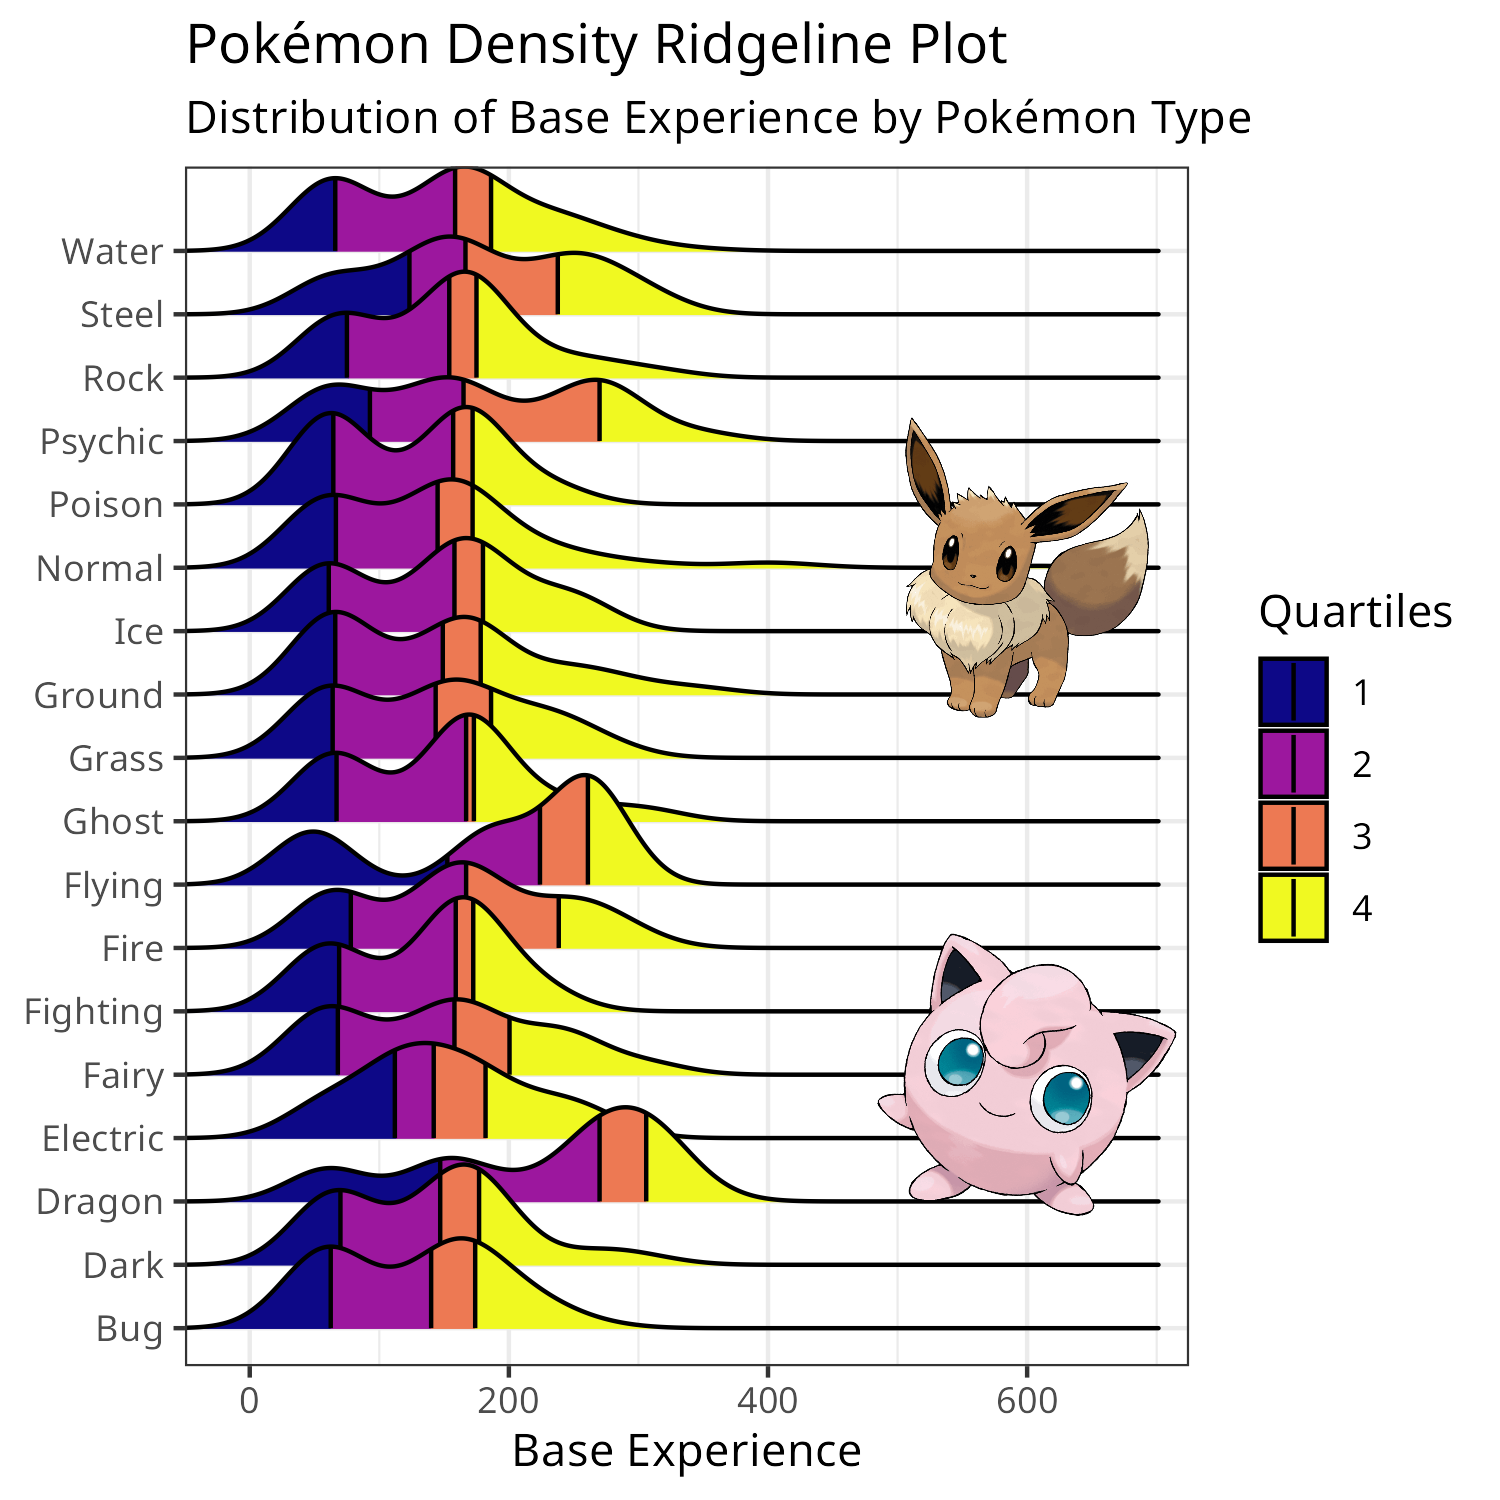 Pokémon Density Ridgeline Plot
Distribution of Base Experience by Pokémon Type
Water
Steel
Rock
Psychic
Poison
Normal
Ice
Ground
Grass
Ghost
Flying
Fire
Fighting
Fairy
Electric
Dragon
Dark
Bug
0 200 400 600
Base Experience
Quartiles
1
2
3
4